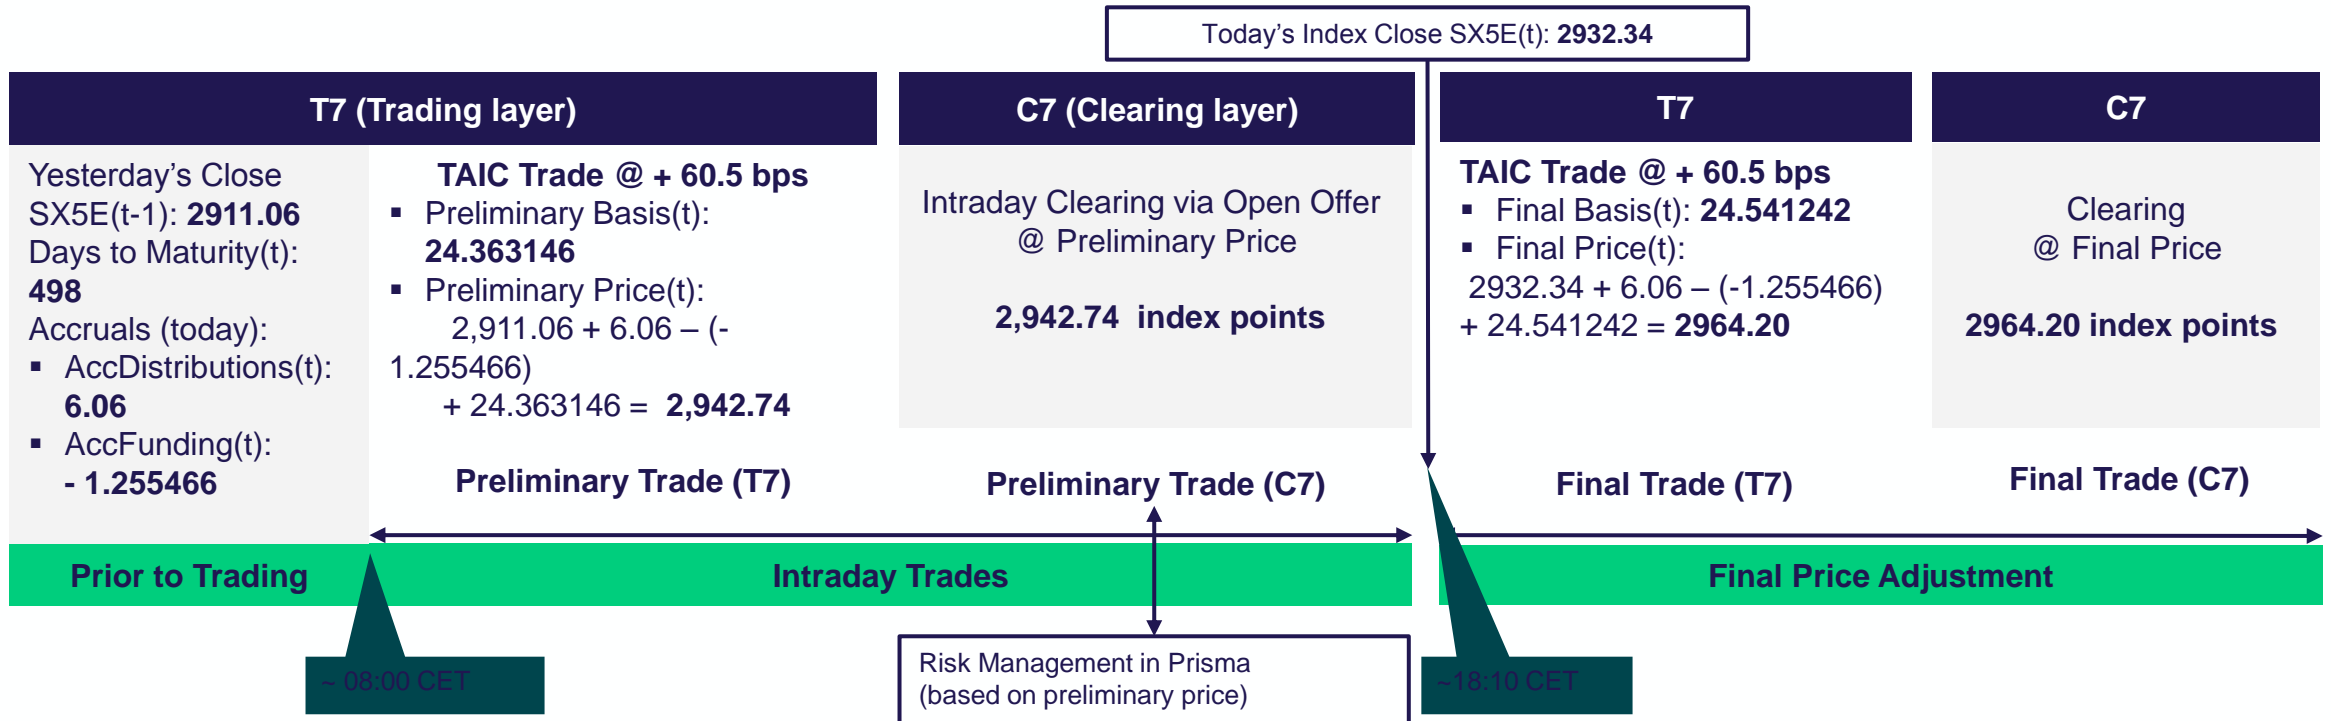 Today's Index Close SX5E(t): 2932.34
T7 (Trading layer)
C7 (Clearing layer)
T7
C7
Yesterday's Close
SX5E(t-1): 2911.06
Days to Maturity(t):
498
Accruals (today):
▪ AccDistributions(t):
6.06
▪ AccFunding(t):
- 1.255466
TAIC Trade @ + 60.5 bps
▪ Preliminary Basis(t):
24.363146
▪ Preliminary Price(t):
2,911.06 + 6.06 – (-
1.255466)
+ 24.363146 = 2,942.74
Preliminary Trade (T7)
Intraday Clearing via Open Offer
@ Preliminary Price
2,942.74 index points
Preliminary Trade (C7)
TAIC Trade @ + 60.5 bps
▪ Final Basis(t): 24.541242
▪ Final Price(t):
2932.34 + 6.06 – (-1.255466)
+ 24.541242 = 2964.20
Final Trade (T7)
Clearing
@ Final Price
2964.20 index points
Final Trade (C7)
Prior to Trading
Intraday Trades
Final Price Adjustment
~ 08:00 CET
Risk Management in Prisma
(based on preliminary price)
~18:10 CET